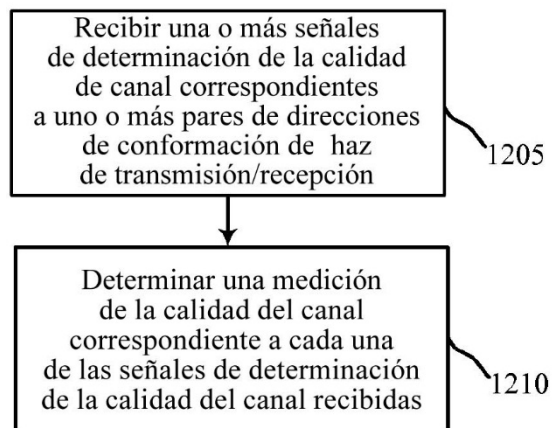 Recibir una o más señales
de determinación de la calidad
de canal correspondientes
a uno o más pares de direcciones
de conformación de haz
de transmisión/recepción
1205
Determinar una medición
de la calidad del canal
correspondiente a cada una
de las señales de determinación
de la calidad del canal recibidas
1210